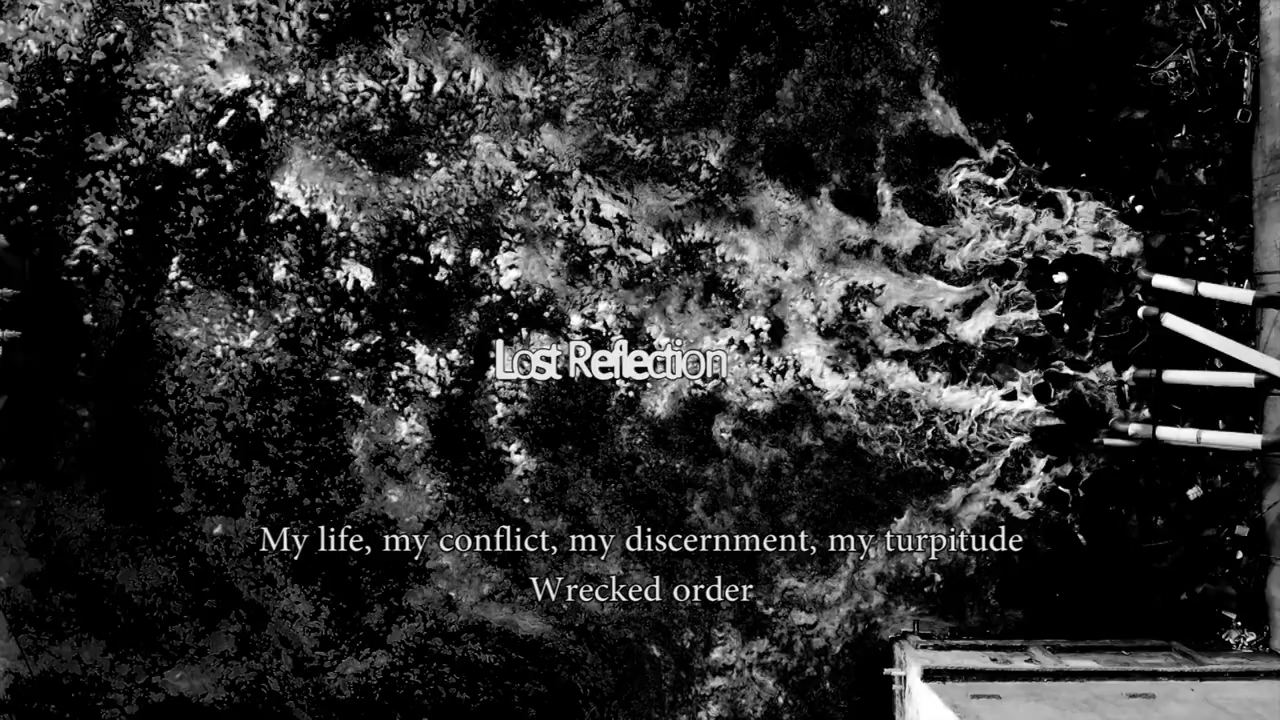 Lost Reflection
My life, my conflict, my discernment, my turpitude
Wrecked order